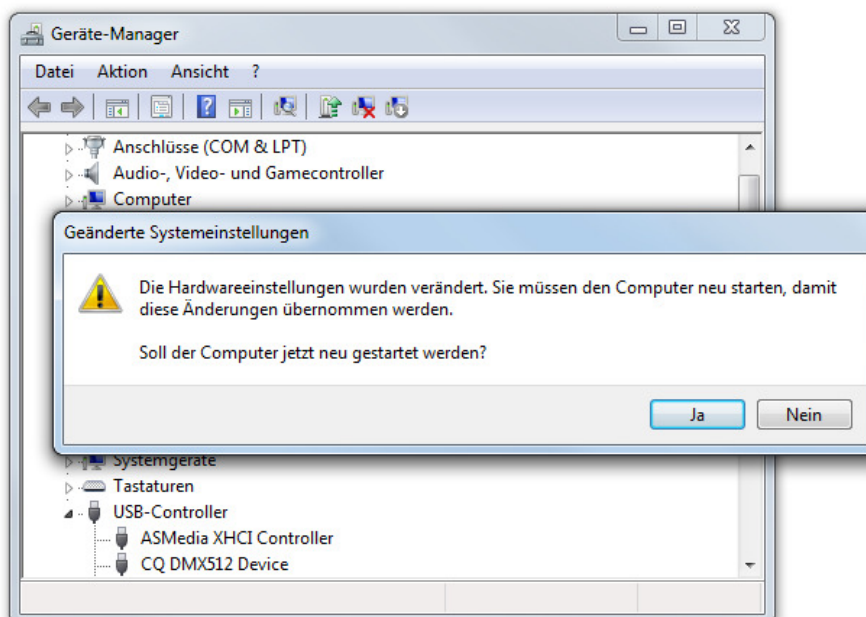 Geräte-Manager
Datei Aktion Ansicht ?
Anschlüsse (COM & LPT)
Audio-, Video- und Gamecontroller
Computer
Geänderte Systemeinstellungen
Die Hardwareeinstellungen wurden verändert. Sie müssen den Computer neu starten, damit
diese Änderungen übernommen werden.
Soll der Computer jetzt neu gestartet werden?
Ja Nein
Systemgeräte
Tastaturen
USB-Controller
ASMedia XHCI Controller
CQ DMX512 Device